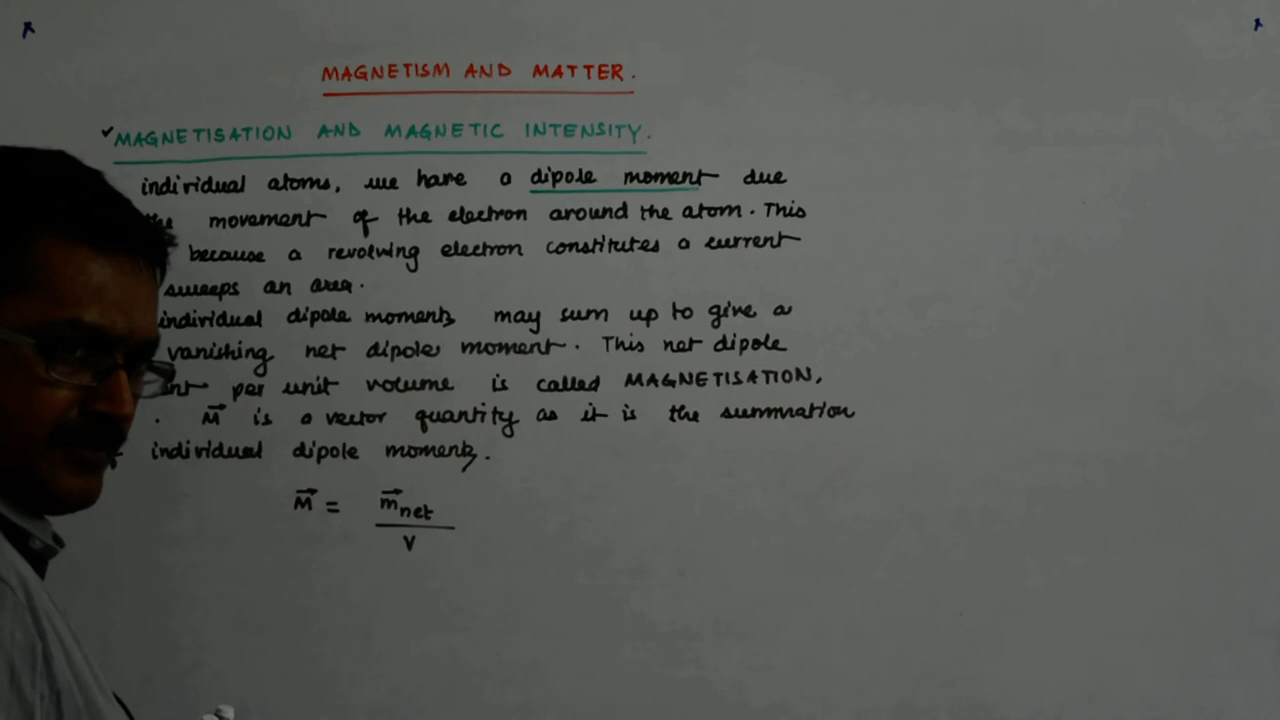 MAGNETISM AND MATTER.
MAGNETISATION AND MAGNETIC INTENSITY.
individual atoms, we have a dipole moment due
movement of the electron around the atom. This
because a revolving electron constitutes a current
sweeps an area.
individual dipole moments may sum up to give a
vanishing net dipole moment. This net dipole
per unit volume is called MAGNETISATION,
. M⃗ is a vector quantity as it is the summation
individual dipole moments.
M⃗ = m⃗net
V